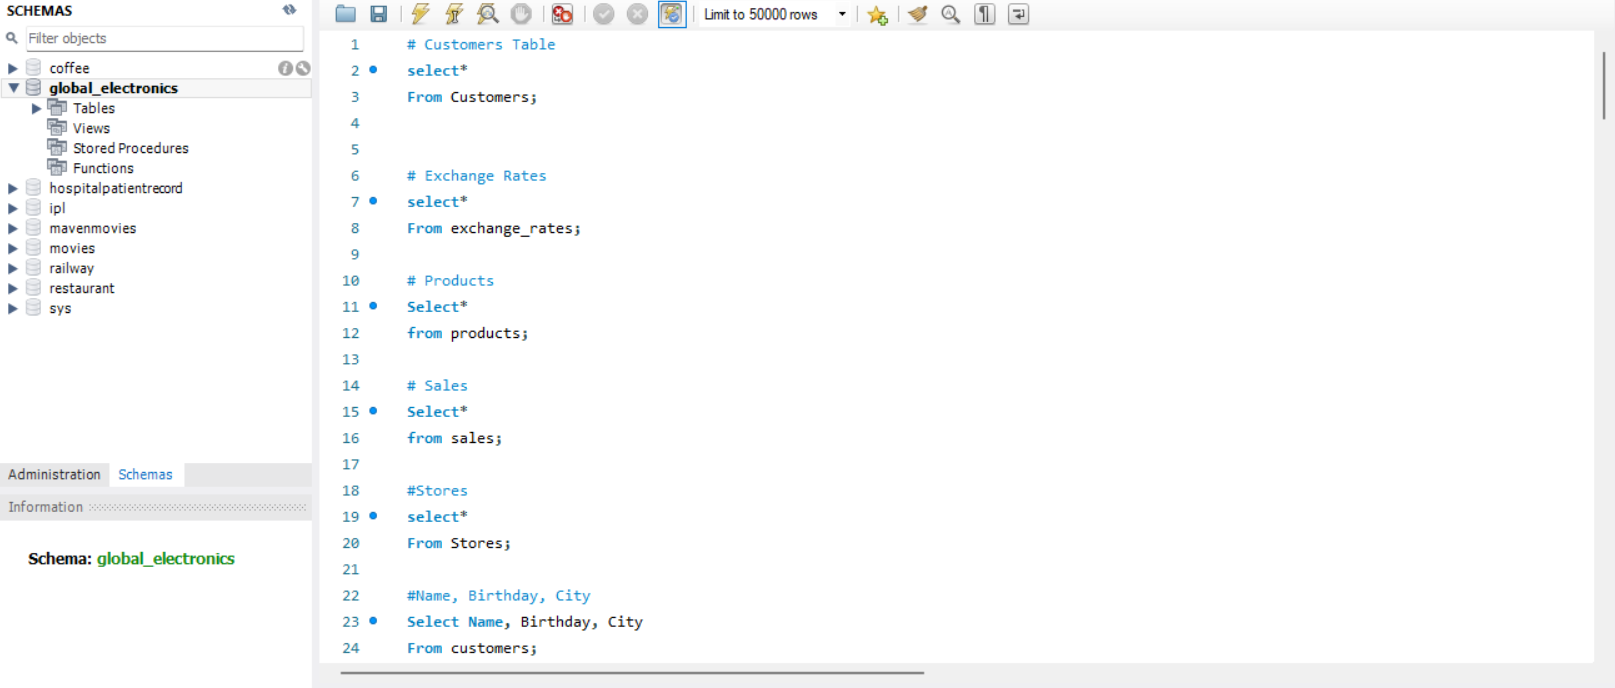 SCHEMAS
Filter objects
coffee
global_electronics
Tables
Views
Stored Procedures
Functions
hospitalpatientrecord
ipl
mavenmovies
movies
railway
restaurant
sys
Administration Schemas
Information
Schema: global_electronics
Limit to 50000 rows
1 # Customers Table
2 select*
3 From Customers;
4
5
6 # Exchange Rates
7 select*
8 From exchange_rates;
9
10 # Products
11 Select*
12 from products;
13
14 # Sales
15 Select*
16 from sales;
17
18 #Stores
19 select*
20 From Stores;
21
22 #Name, Birthday, City
23 Select Name, Birthday, City
24 From customers;